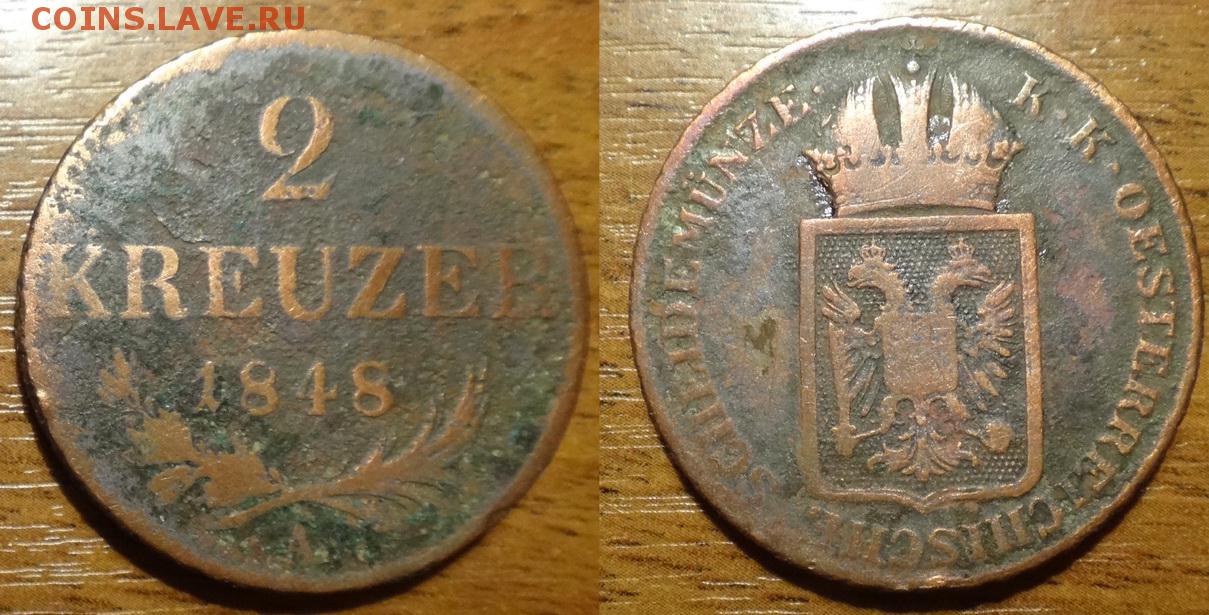 COINS.LAVE.RU
2
KREUZER
1848
A
K·K·OESTERREICHISCHE SCHEIDEMÜNZE·